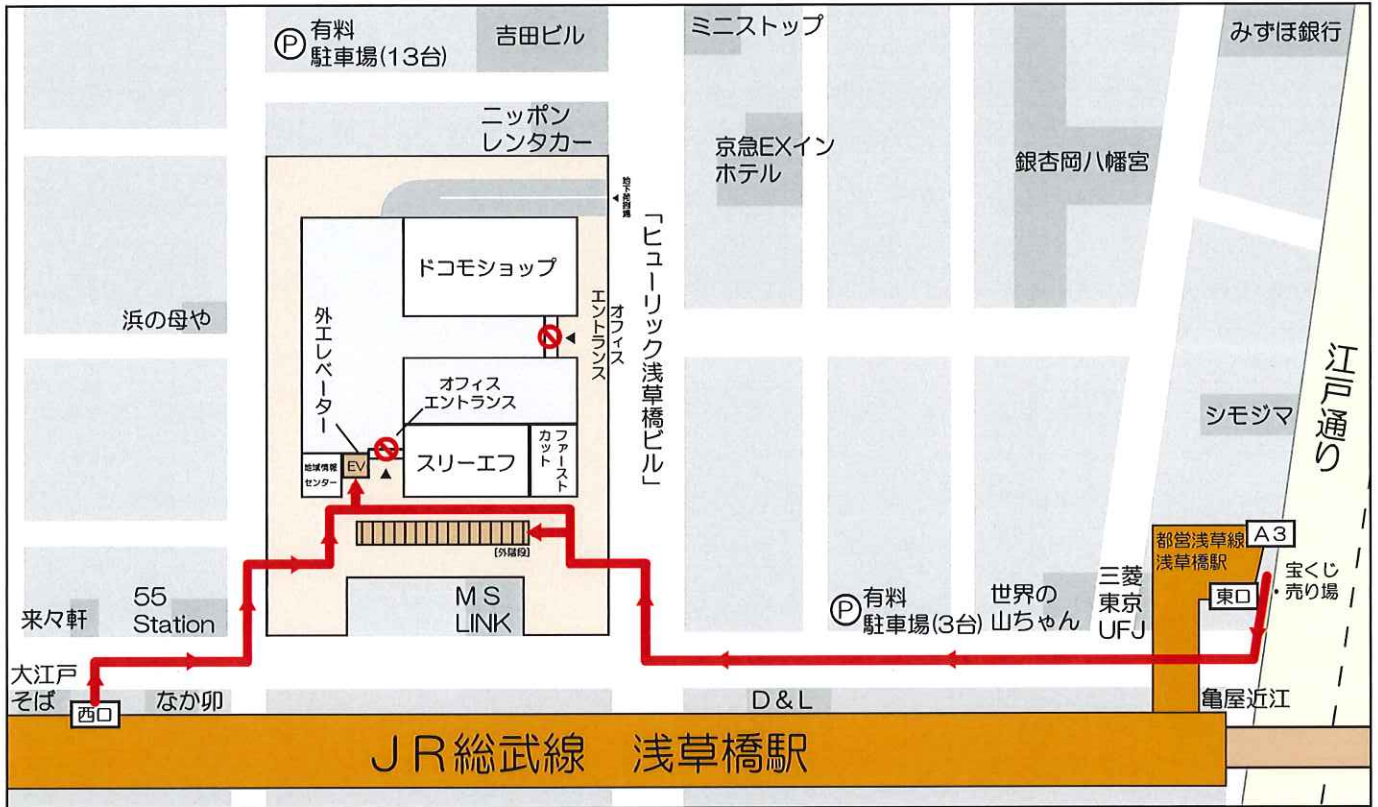 有料
駐車場(13台)
吉田ビル
ミニストップ
みずほ銀行
ニッポン
レンタカー
京急EXイン
ホテル
銀杏岡八幡宮
「ヒューリック浅草橋ビル」
ドコモショップ
オフィス
エントランス
浜の母や
外エレベーター
オフィス
エントランス
スリーエフ
ファースト
カット
地域情報
センター
EV
[外階段]
シモジマ
江戸通り
都営浅草線
浅草橋駅
A3
東口
宝くじ
・売り場
三菱
東京
UFJ
世界の
山ちゃん
P
有料
駐車場(3台)
MS
LINK
55
Station
来々軒
大江戸
そば
西口
なか卯
D&L
亀屋近江
JR総武線 浅草橋駅
P